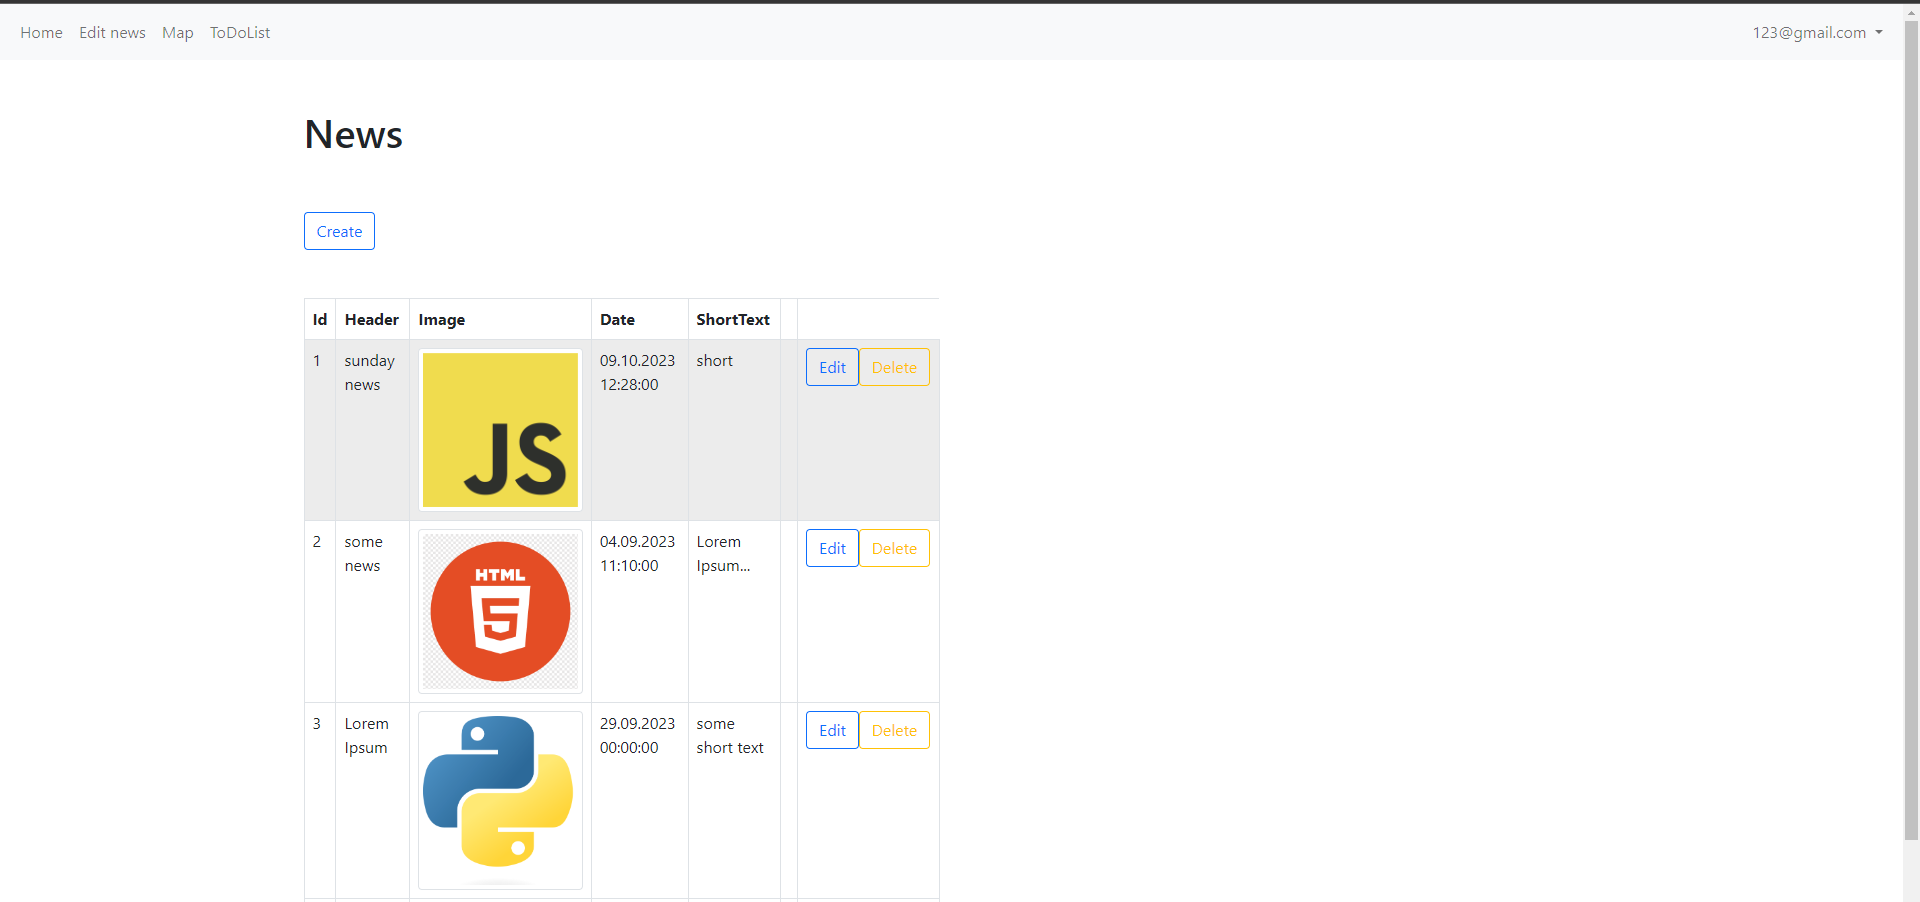 Home Edit news Map ToDoList 123@gmail.com
News
Create
Id Header Image Date ShortText
1 sunday news JS 09.10.2023 12:28:00 short Edit Delete
2 some news HTML 5 04.09.2023 11:10:00 Lorem Ipsum... Edit Delete
3 Lorem Ipsum 29.09.2023 00:00:00 some short text Edit Delete